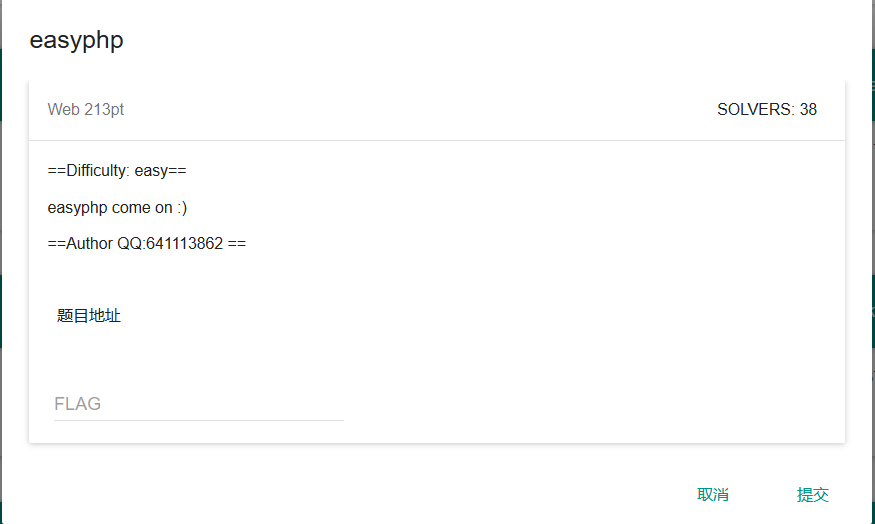 easyphp
Web 213pt
SOLVERS: 38
==Difficulty: easy==
easyphp come on :)
==Author QQ:641113862 ==
题目地址
FLAG
取消
提交